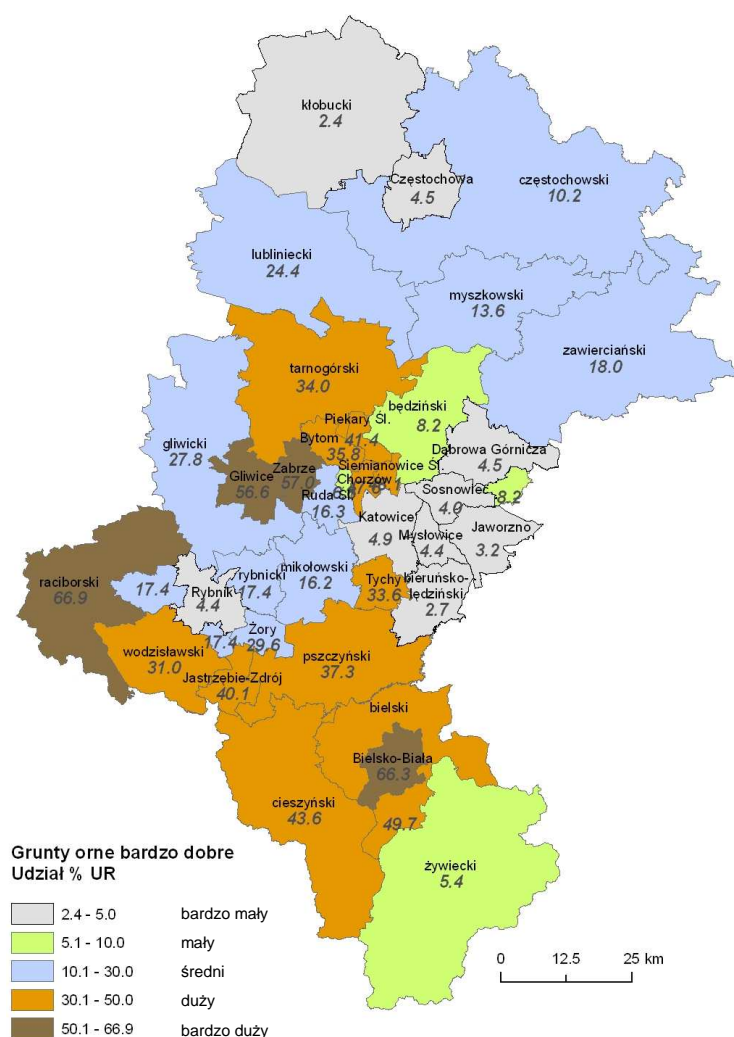 kłobucki
2.4
Częstochowa
4.5
częstochowski
10.2
lubliniecki
24.4
myszkowski
13.6
zawierciański
18.0
tarnogórski
34.0
będziński
8.2
Piekary Śl.
41.4
Bytom
35.8
gliwicki
27.8
Dąbrowa Górnicza
4.5
Gliwice
56.6
Zabrze
57.0
Siemianowice Śl.
Chorzów
Ruda Śl.
16.3
Sosnowiec
4.0
8.2
Katowice
4.9
Mysłowice
4.4
Jaworzno
3.2
raciborski
66.9
17.4
Rybnik
4.4
rybnicki
17.4
mikołowski
16.2
Tychy
33.6
bieruńsko-
lędziński
2.7
Żory
29.6
17.4
wodzisławski
31.0
Jastrzębie-Zdrój
40.1
pszczyński
37.3
bielski
Bielsko-Biała
66.3
cieszyński
43.6
49.7
żywiecki
5.4
Grunty orne bardzo dobre
Udział % UR
2.4 - 5.0 bardzo mały
5.1 - 10.0 mały
10.1 - 30.0 średni
30.1 - 50.0 duży
50.1 - 66.9 bardzo duży
0 12.5 25 km